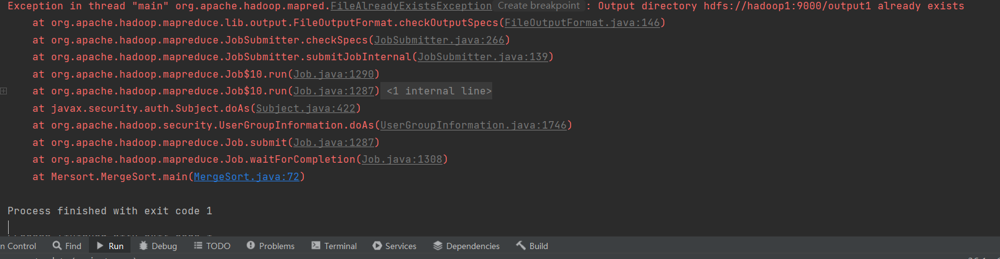 Exception in thread "main" org.apache.hadoop.mapred.FileAlreadyExistsException Create breakpoint : Output directory hdfs://hadoop1:9000/output1 already exists
at org.apache.hadoop.mapreduce.lib.output.FileOutputFormat.checkOutputSpecs(FileOutputFormat.java:146)
at org.apache.hadoop.mapreduce.JobSubmitter.checkSpecs(JobSubmitter.java:266)
at org.apache.hadoop.mapreduce.JobSubmitter.submitJobInternal(JobSubmitter.java:139)
at org.apache.hadoop.mapreduce.Job$10.run(Job.java:1290)
at org.apache.hadoop.mapreduce.Job$10.run(Job.java:1287) <1 internal line>
at javax.security.auth.Subject.doAs(Subject.java:422)
at org.apache.hadoop.security.UserGroupInformation.doAs(UserGroupInformation.java:1746)
at org.apache.hadoop.mapreduce.Job.submit(Job.java:1287)
at org.apache.hadoop.mapreduce.Job.waitForCompletion(Job.java:1308)
at Mersort.MergeSort.main(MergeSort.java:72)
Process finished with exit code 1
n Control Find Run Debug TODO Problems Terminal Services Dependencies Build